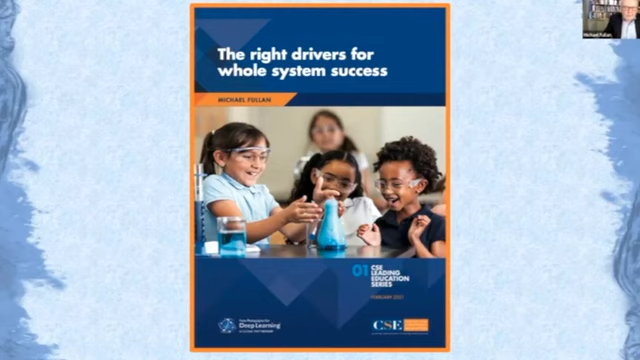 The right drivers for
whole system success
MICHAEL FULLAN
01 CSE
LEADING
EDUCATION
SERIES
FEBRUARY 2021
Deep Learning
CSE
Michael Fullan